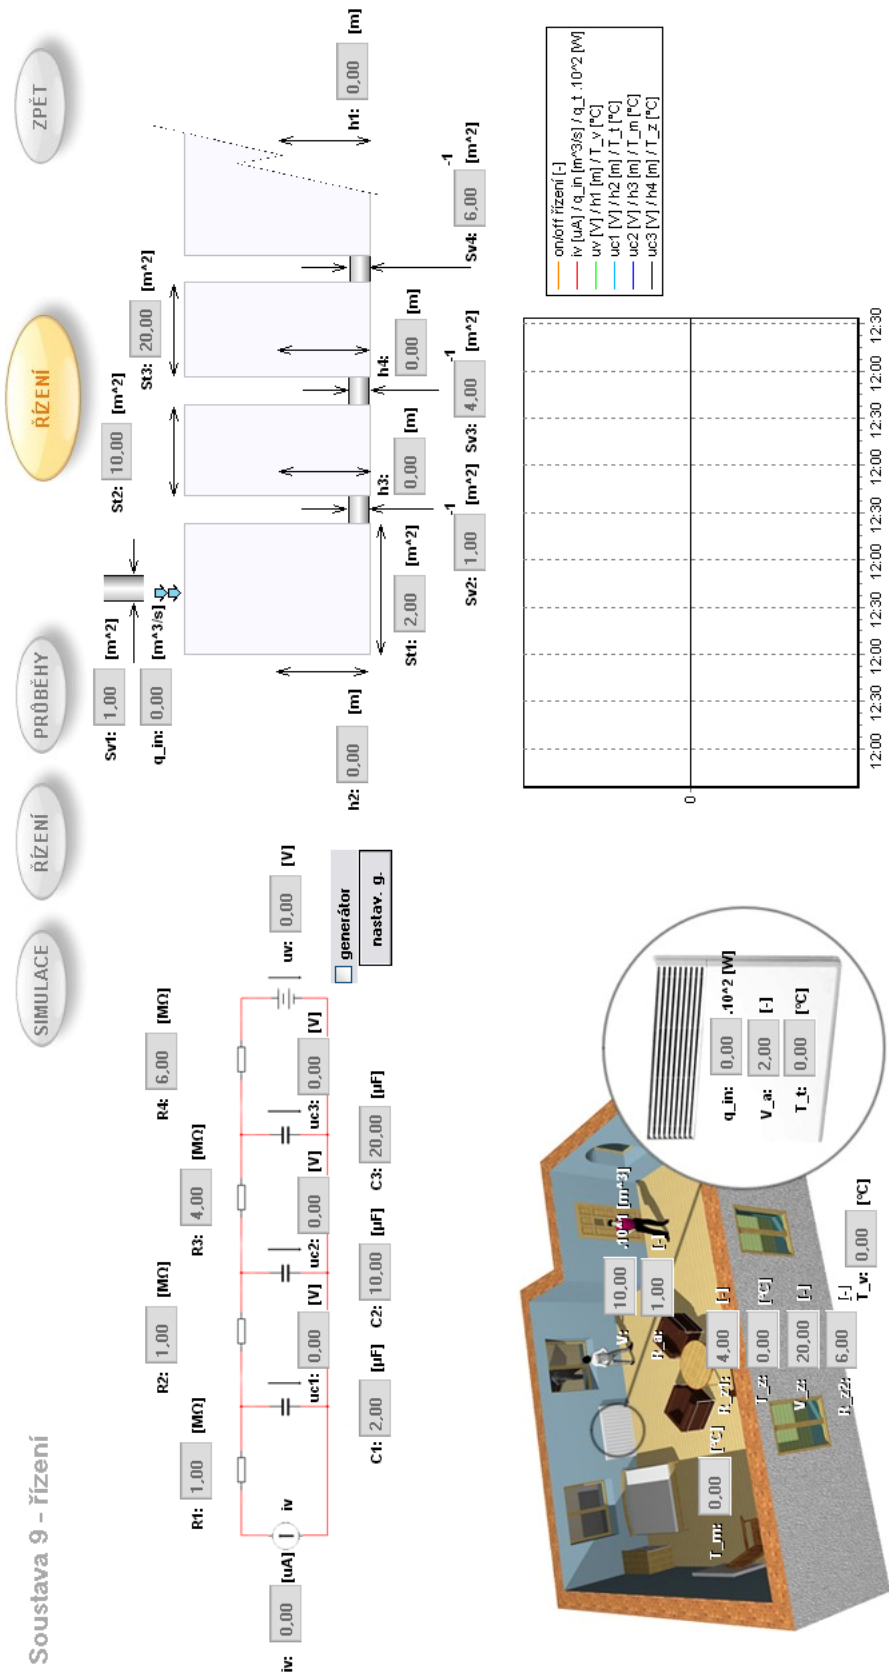 Soustava 9 – řízení
SIMULACE
ŘÍZENÍ
PRŮBĚHY
ŘÍZENÍ
ZPĚT
R1: 1,00 [MΩ]
R2: 1,00 [MΩ]
R3: 4,00 [MΩ]
R4: 6,00 [MΩ]
iv: 0,00 [uA]
iv
uc1: 0,00 [V]
uc2: 0,00 [V]
uc3: 0,00 [V]
uv: 0,00 [V]
C1: 2,00 [µF]
C2: 10,00 [µF]
C3: 20,00 [µF]
generátor
nastav. g.
Sv1: 1,00 [m^2]
q_in: 0,00 [m^3/s]
St2: 10,00 [m^2]
St3: 20,00 [m^2]
h2: 0,00 [m]
St1: 2,00 [m^2]
h3: 0,00 [m]
h4: 0,00 [m]
h1: 0,00 [m]
Sv2: 1,00 -1 [m^2]
Sv3: 4,00 -1 [m^2]
Sv4: 6,00 -1 [m^2]
T_m: 0,00 [°C]
V: 10,00 .10^1 [m^3]
R_a: 1,00 [-]
R_z1: 4,00 [-]
T_z: 0,00 [°C]
V_z: 20,00 [-]
R_z2: 6,00 [-]
T_v: 0,00 [°C]
q_in: 0,00 .10^2 [W]
V_a: 2,00 [-]
T_t: 0,00 [°C]
0
12:00 12:30 12:00 12:30 12:00 12:30 12:00 12:30 12:00 12:30
on/off řízení [-]
iv [uA] / q_in [m^3/s] / q_t .10^2 [W]
uv [V] / h1 [m] / T_v [°C]
uc1 [V] / h2 [m] / T_t [°C]
uc2 [V] / h3 [m] / T_m [°C]
uc3 [V] / h4 [m] / T_z [°C]